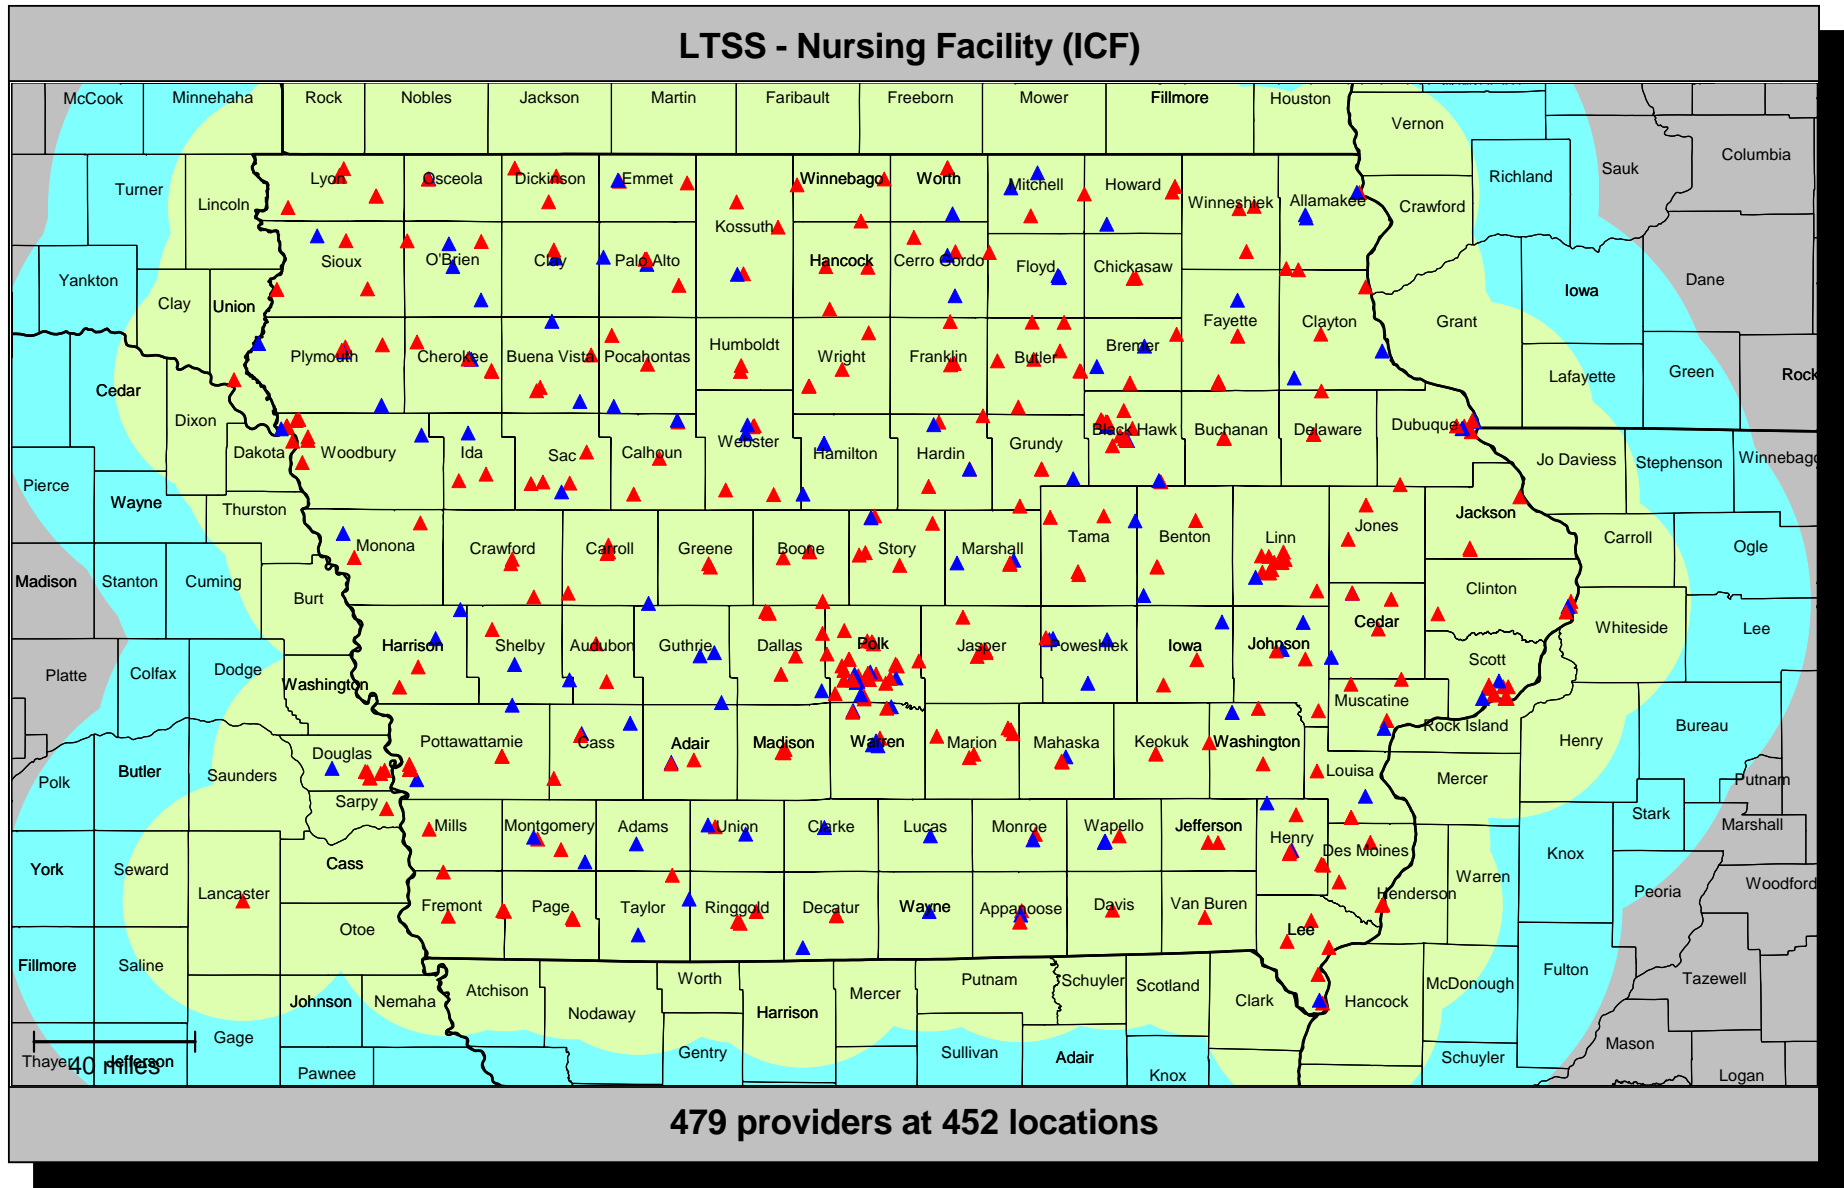 LTSS - Nursing Facility (ICF)
McCook Minnehaha Rock Nobles Jackson Martin Faribault Freeborn Mower Fillmore Houston
Vernon
Sauk Columbia
Turner Lincoln Lyon Osceola Dickinson Emmet Winnebago Worth Mitchell Howard Winneshiek Allamakee Crawford Richland
Kossuth
Yankton Clay Union Sioux O'Brien Clay Palo Alto Hancock Cerro Gordo Floyd Chickasaw Iowa Dane
Fayette Clayton Grant
Cedar Plymouth Cherokee Buena Vista Pocahontas Humboldt Wright Franklin Butler Bremer Lafayette Green Rock
Dixon Dakota Woodbury Ida Sac Calhoun Webster Hamilton Hardin Grundy Black Hawk Buchanan Delaware Dubuque Jo Daviess Stephenson Winnebago
Pierce Wayne Thurston
Monona Crawford Carroll Greene Boone Story Marshall Tama Benton Linn Jones Jackson Carroll Ogle
Madison Stanton Cuming Burt Clinton
Harrison Shelby Audubon Guthrie Dallas Polk Jasper Poweshiek Iowa Johnson Cedar Scott Whiteside Lee
Platte Colfax Dodge Washington
Muscatine Rock Island Bureau
Polk Butler Saunders Douglas Pottawattamie Cass Adair Madison Warren Marion Mahaska Keokuk Washington Louisa Mercer Henry Putnam
Sarpy Mills Montgomery Adams Union Clarke Lucas Monroe Wapello Jefferson Henry Des Moines Stark Marshall
York Seward Cass Knox
Lancaster Fremont Page Taylor Ringgold Decatur Wayne Appanoose Davis Van Buren Henderson Warren Peoria Woodford
Otoe Lee
Fillmore Saline Fulton Tazewell
Johnson Nemaha Atchison Nodaway Worth Harrison Mercer Putnam Schuyler Scotland Clark Hancock McDonough
Gage Gentry Sullivan Adair Schuyler Mason
Thayer Jefferson
40 miles
Pawnee Knox Logan
479 providers at 452 locations